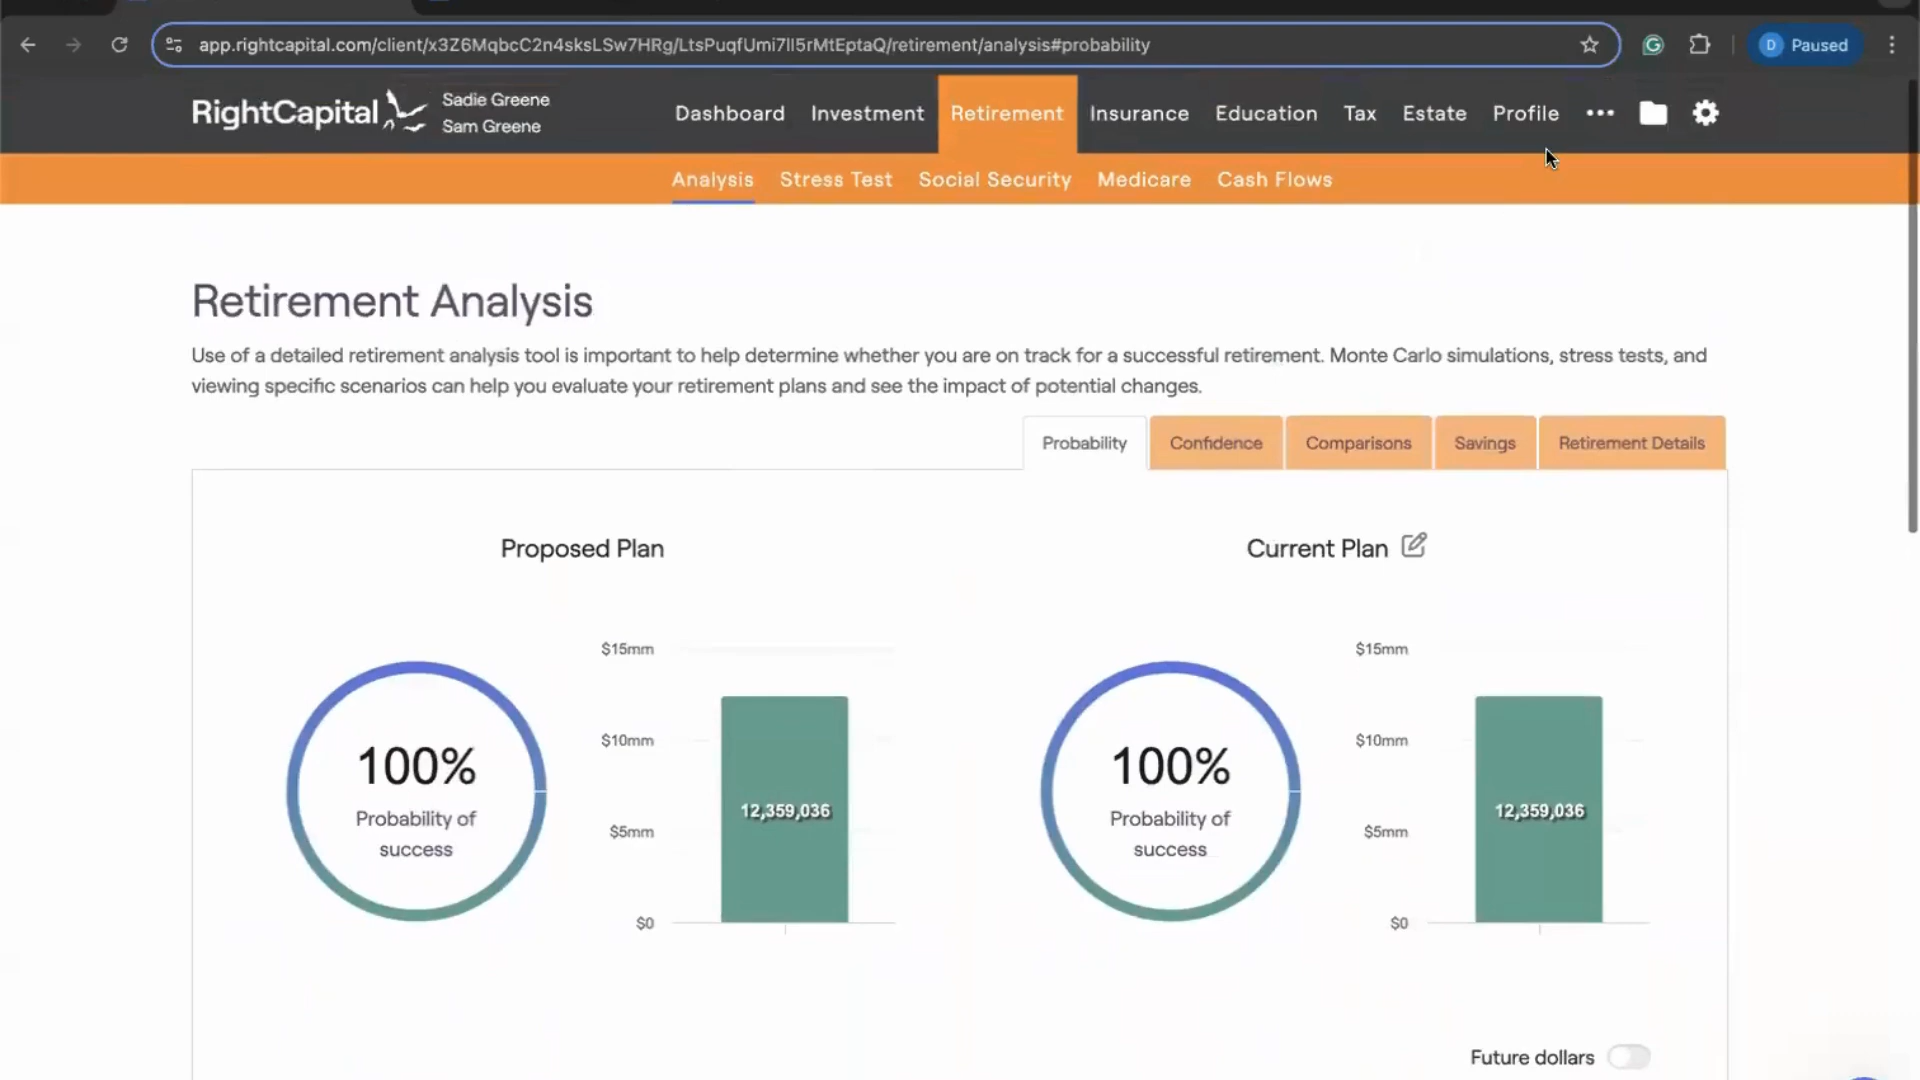 app.rightcapital.com/client/x3Z6MqbcC2n4sksLSw7HRg/LtsPuqfUmi7lI5rMtEptaQ/retirement/analysis#probability
D Paused
RightCapital
Sadie Greene
Sam Greene
Dashboard Investment Retirement Insurance Education Tax Estate Profile
Analysis Stress Test Social Security Medicare Cash Flows
Retirement Analysis
Use of a detailed retirement analysis tool is important to help determine whether you are on track for a successful retirement. Monte Carlo simulations, stress tests, and
viewing specific scenarios can help you evaluate your retirement plans and see the impact of potential changes.
Probability Confidence Comparisons Savings Retirement Details
Proposed Plan
100%
Probability of
success
$15mm
$10mm
$5mm
$0
12,359,036
Current Plan
100%
Probability of
success
$15mm
$10mm
$5mm
$0
12,359,036
Future dollars